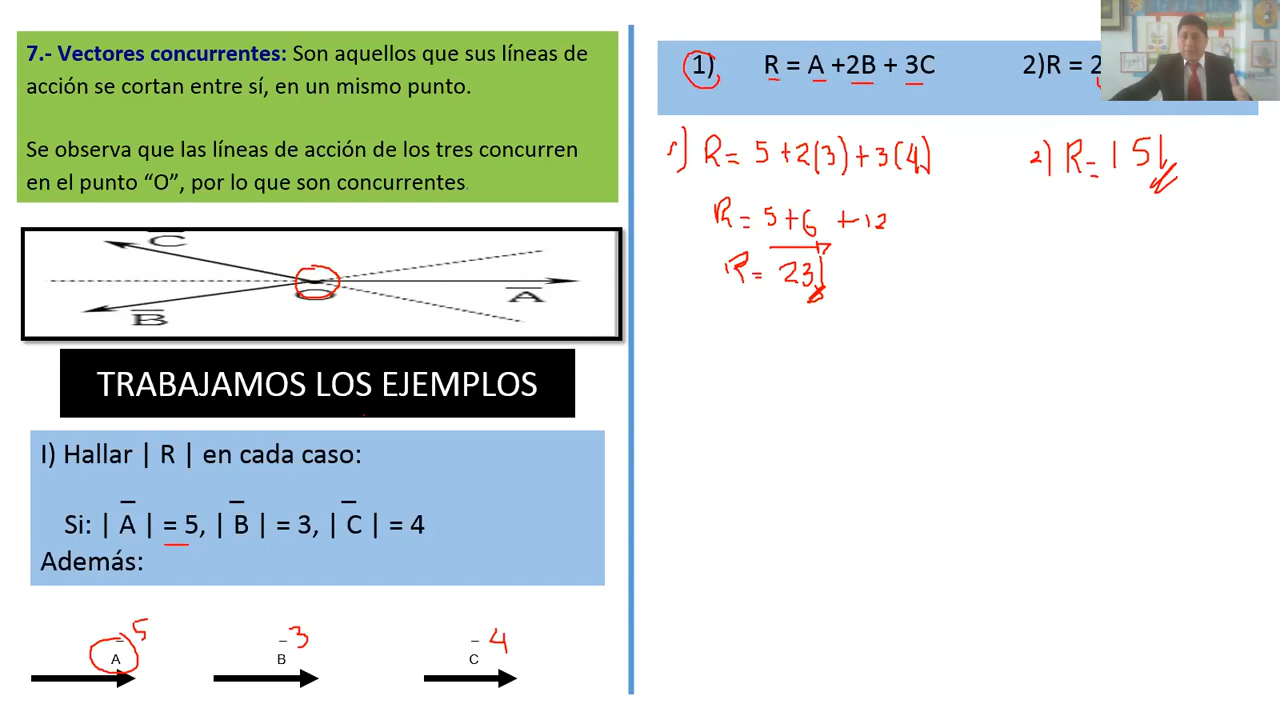 7.- Vectores concurrentes: Son aquellos que sus líneas de
acción se cortan entre sí, en un mismo punto.
Se observa que las líneas de acción de los tres concurren
en el punto “O”, por lo que son concurrentes.
C
O
A
B
TRABAJAMOS LOS EJEMPLOS
I) Hallar | R | en cada caso:
Si: | A | = 5, | B | = 3, | C | = 4
Además:
A 5
B 3
C 4
1) R = A +2B + 3C
2)R = 2
1) R = 5 + 2(3) + 3(4)
R = 5 + 6 + 12
R = 23
2) R = 15